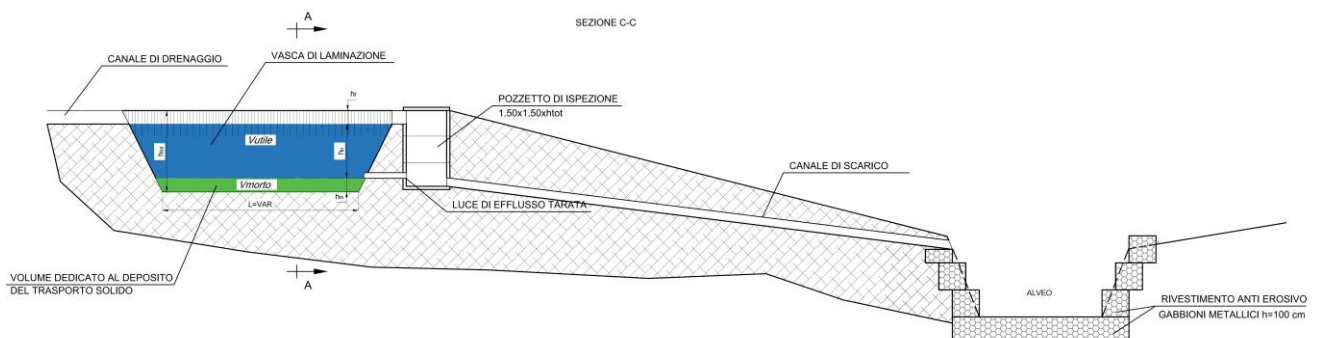 A
SEZIONE C-C
CANALE DI DRENAGGIO
VASCA DI LAMINAZIONE
hf
POZZETTO DI ISPEZIONE
1.50x1.50xhtot
Vutile
htot
hu
CANALE DI SCARICO
Vmorto
hm
L=VAR
LUCE DI EFFLUSSO TARATA
VOLUME DEDICATO AL DEPOSITO
DEL TRASPORTO SOLIDO
A
ALVEO
RIVESTIMENTO ANTI EROSIVO
GABBIONI METALLICI h=100 cm